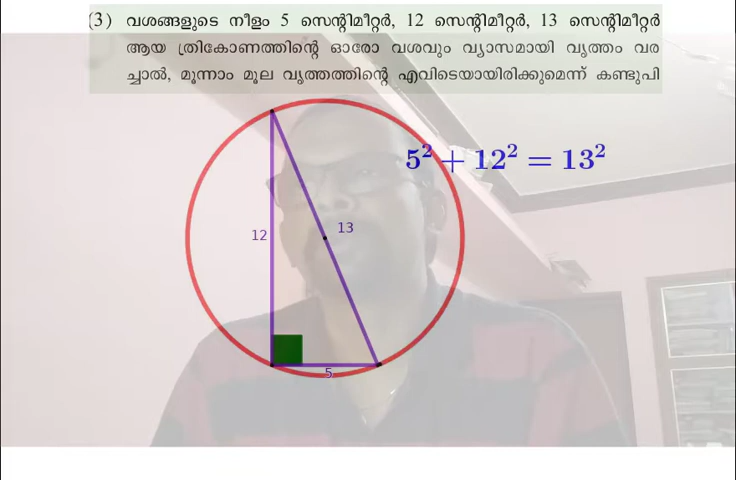 (3) വശങ്ങളുടെ നീളം 5 സെന്റിമീറ്റർ, 12 സെന്റിമീറ്റർ, 13 സെന്റിമീറ്റർ
ആയ ത്രികോണത്തിന്റെ ഓരോ വശവും വ്യാസമായി വൃത്തം വര
ച്ചാൽ, മൂന്നാം മൂല വൃത്തത്തിന്റെ എവിടെയായിരിക്കുമെന്ന് കണ്ടുപി
5² + 12² = 13²
12
13
5